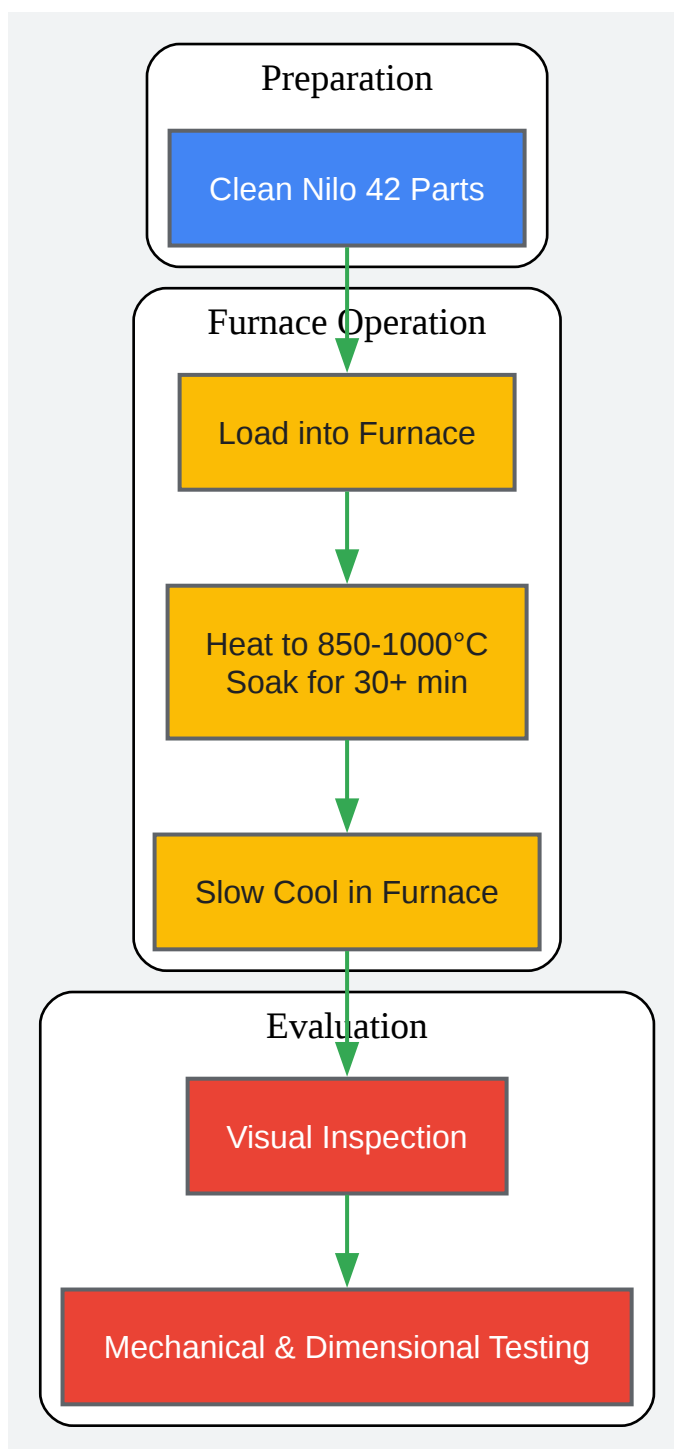 Preparation
Clean Nilo 42 Parts
Furnace Operation
Load into Furnace
Heat to 850-1000°C
Soak for 30+ min
Slow Cool in Furnace
Evaluation
Visual Inspection
Mechanical & Dimensional Testing